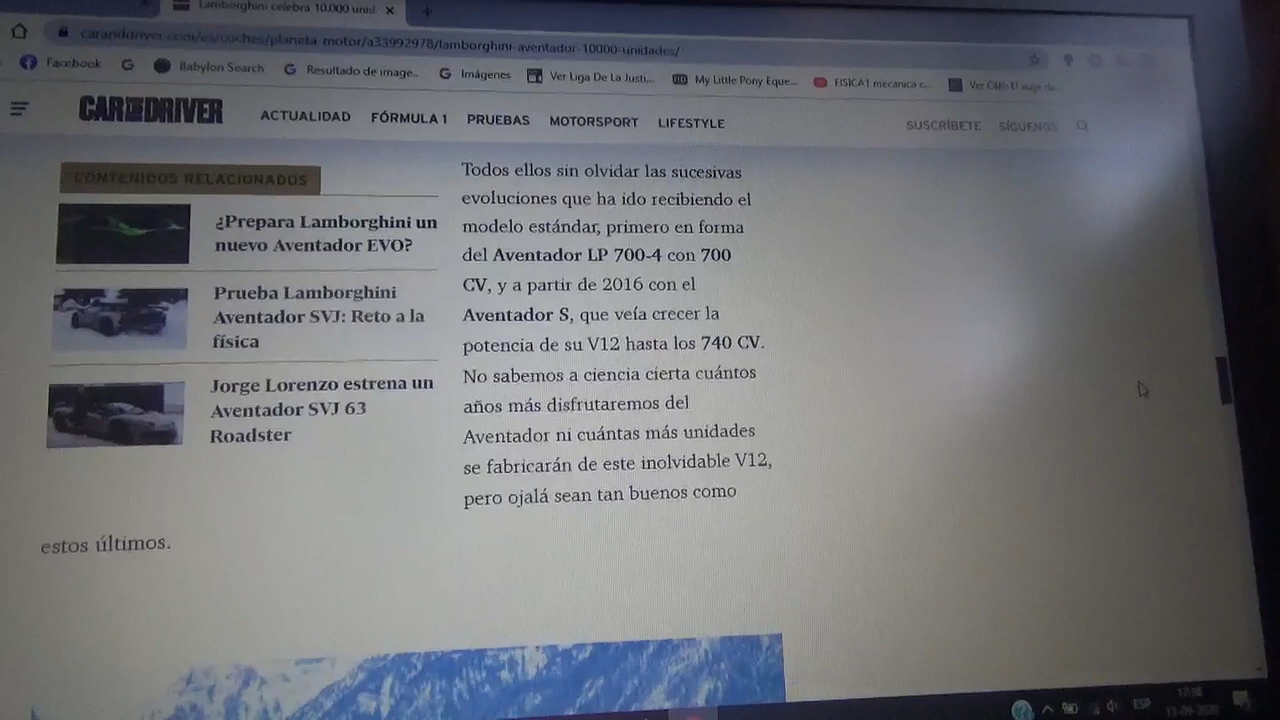 Lamborghini celebra 10.000 unid
caranddriver.com/es/coches/planeta-motor/a33992978/lamborghini-aventador-10000-unidades/
Facebook
Babylon Search
Resultado de image...
Imágenes
Ver Liga De La Justi...
My Little Pony Eque...
FISICA1 mecanica c...
CAR AND DRIVER
ACTUALIDAD
FÓRMULA 1
PRUEBAS
MOTORSPORT
LIFESTYLE
SUSCRÍBETE
SÍGUENOS
CONTENIDOS RELACIONADOS
¿Prepara Lamborghini un
nuevo Aventador EVO?
Prueba Lamborghini
Aventador SVJ: Reto a la
física
Jorge Lorenzo estrena un
Aventador SVJ 63
Roadster
Todos ellos sin olvidar las sucesivas
evoluciones que ha ido recibiendo el
modelo estándar, primero en forma
del Aventador LP 700-4 con 700
CV, y a partir de 2016 con el
Aventador S, que veía crecer la
potencia de su V12 hasta los 740 CV.
No sabemos a ciencia cierta cuántos
años más disfrutaremos del
Aventador ni cuántas más unidades
se fabricarán de este inolvidable V12,
pero ojalá sean tan buenos como
estos últimos.
ESP